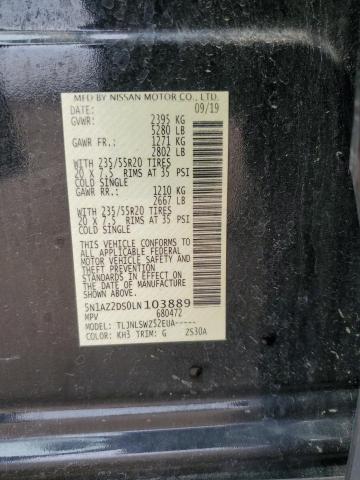 MFD BY NISSAN MOTOR CO., LTD.
DATE: 09/19
GVWR: 2395 KG
5280 LB
GAWR FR.: 1271 KG
2802 LB
WITH 235/55R20 TIRES
20 X 7.5 RIMS AT 35 PSI
COLD SINGLE
GAWR RR.: 1210 KG
2667 LB
WITH 235/55R20 TIRES
20 X 7.5 RIMS AT 35 PSI
COLD SINGLE
THIS VEHICLE CONFORMS TO
ALL APPLICABLE FEDERAL
MOTOR VEHICLE SAFETY
AND THEFT PREVENTION
STANDARDS IN EFFECT ON
THE DATE OF MANUFACTURE
SHOWN ABOVE.
5N1AZ2DS0LN103889
MPV 680472
MODEL: TLJNLSWZ52EUA-----
COLOR: KH3 TRIM: G ZS30A